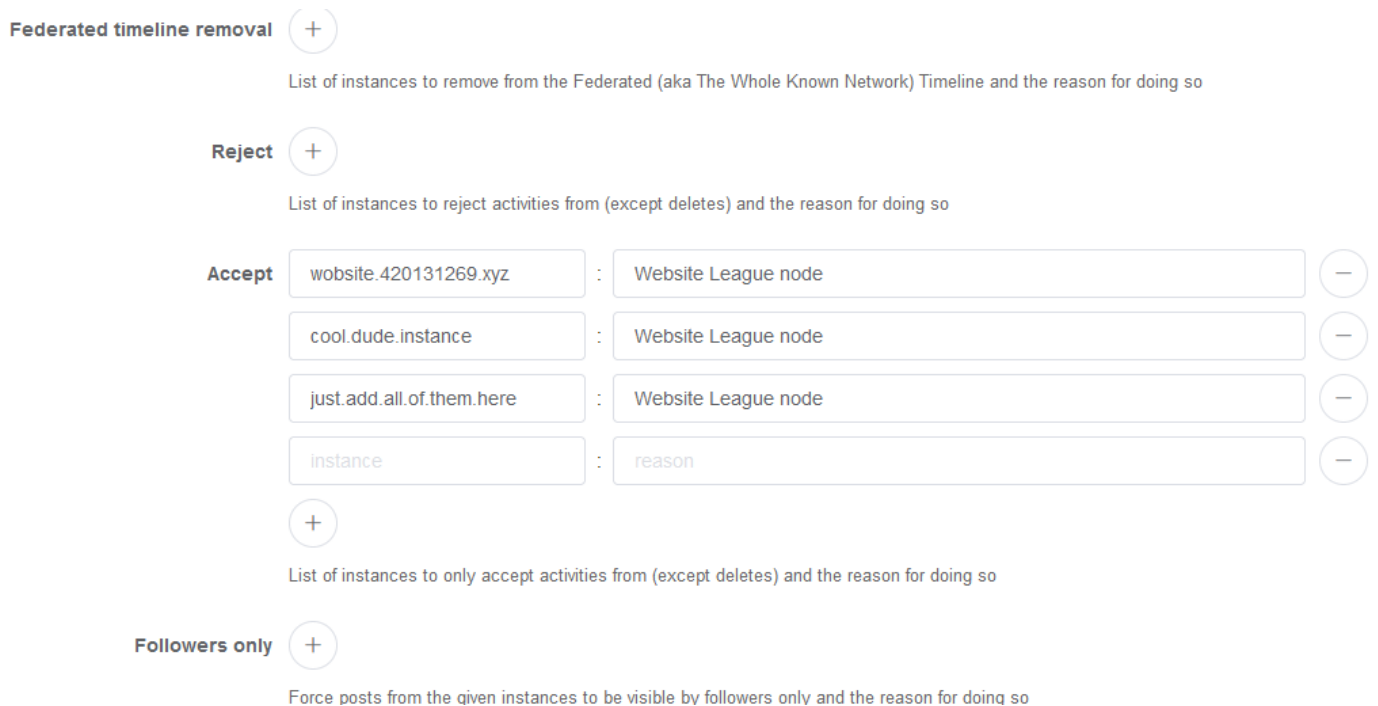 Federated timeline removal +
List of instances to remove from the Federated (aka The Whole Known Network) Timeline and the reason for doing so
Reject +
List of instances to reject activities from (except deletes) and the reason for doing so
Accept wobsite.420131269.xyz : Website League node −
cool.dude.instance : Website League node −
just.add.all.of.them.here : Website League node −
instance : reason −
+
List of instances to only accept activities from (except deletes) and the reason for doing so
Followers only +
Force posts from the given instances to be visible by followers only and the reason for doing so